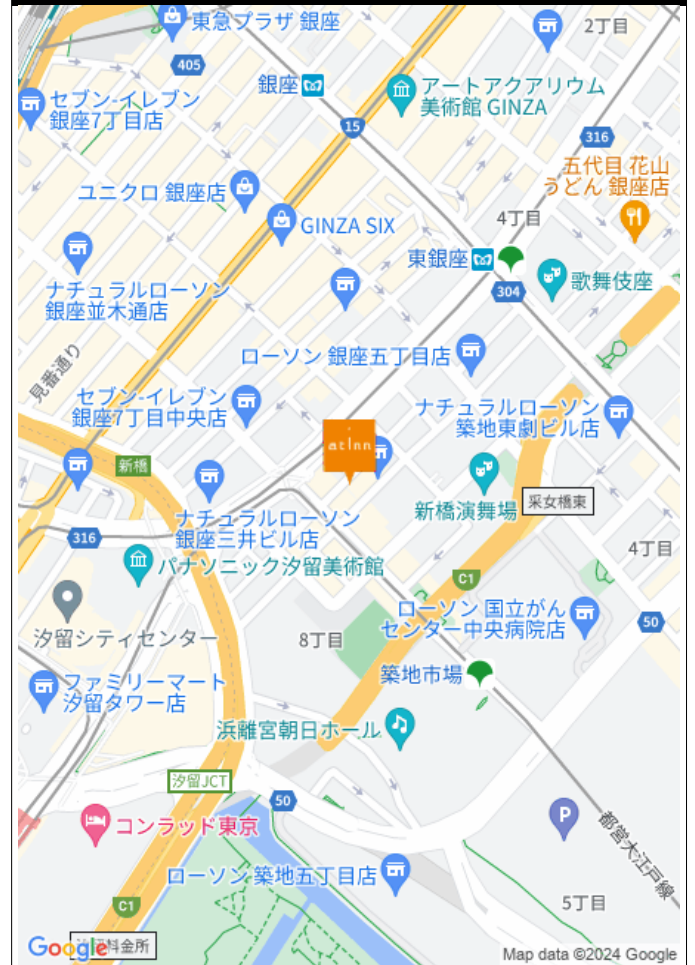 東急プラザ 銀座
2丁目
405
銀座
アートアクアリウム
美術館 GINZA
セブン-イレブン
銀座7丁目店
15
316
五代目 花山
うどん 銀座店
ユニクロ 銀座店
GINZA SIX
4丁目
東銀座
歌舞伎座
304
ナチュラルローソン
銀座並木通店
見番通り
ローソン 銀座五丁目店
セブン-イレブン
銀座7丁目中央店
ナチュラルローソン
築地東劇ビル店
atInn
新橋
新橋演舞場
采女橋東
ナチュラルローソン
銀座三井ビル店
316
パナソニック汐留美術館
4丁目
C1
ローソン 国立がん
センター中央病院店
50
汐留シティセンター
8丁目
築地市場
ファミリーマート
汐留タワー店
浜離宮朝日ホール
汐留JCT
50
コンラッド東京
P
都営大江戸線
ローソン 築地五丁目店
C1
5丁目
Google
料金所
Map data ©2024 Google